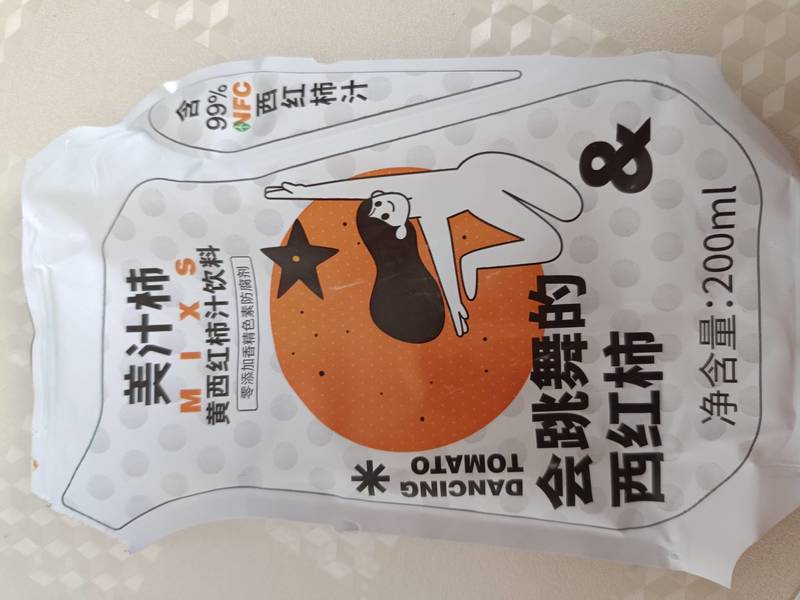 含
99%
NFC
西红柿汁
美汁柿
MIXS
黄西红柿汁饮料
零添加香精色素防腐剂
DANCING
TOMATO
&
会跳舞的
西红柿
净含量:200ml